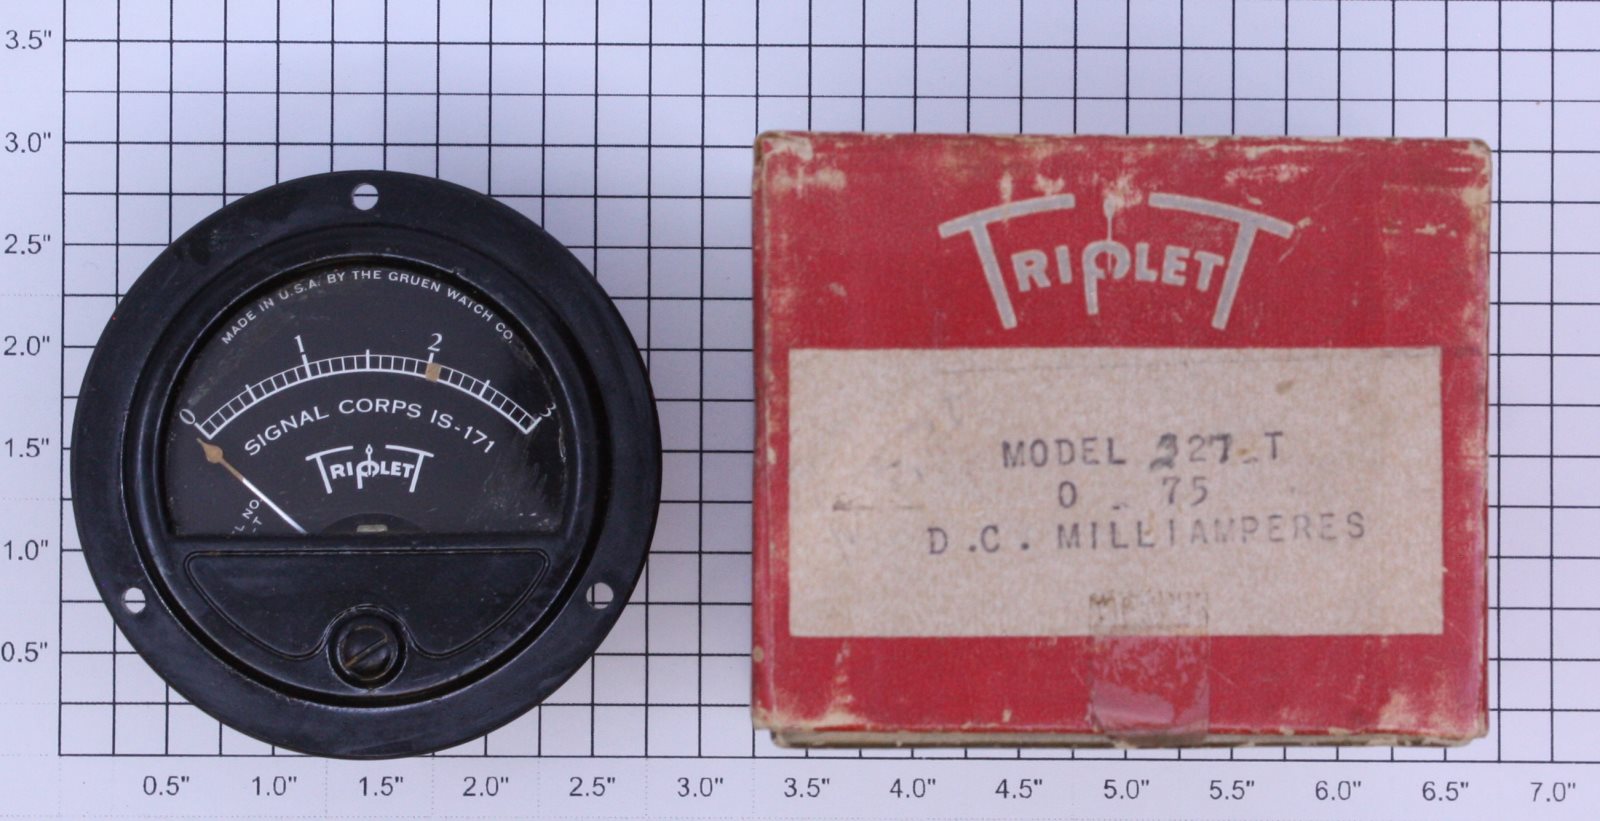 3.5"
3.0"
2.5"
2.0"
1.5"
1.0"
0.5"
MADE IN U.S.A. BY THE GRUEN WATCH CO.
0 1 2 3
SIGNAL CORPS IS-171
TRIPLETT
L NO.
TRIPLETT
MODEL 327-T
0 - 75
D.C. MILLIAMPERES
0.5" 1.0" 1.5" 2.0" 2.5" 3.0" 3.5" 4.0" 4.5" 5.0" 5.5" 6.0" 6.5" 7.0"